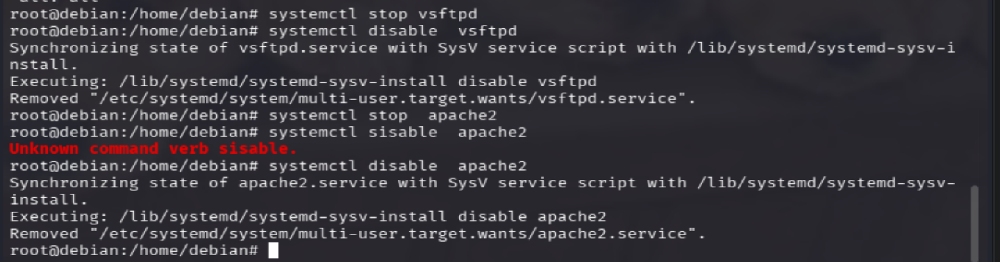 root@debian:/home/debian# systemctl stop vsftpd
root@debian:/home/debian# systemctl disable  vsftpd
Synchronizing state of vsftpd.service with SysV service script with /lib/systemd/systemd-sysv-i
nstall.
Executing: /lib/systemd/systemd-sysv-install disable vsftpd
Removed "/etc/systemd/system/multi-user.target.wants/vsftpd.service".
root@debian:/home/debian# systemctl stop  apache2
root@debian:/home/debian# systemctl sisable  apache2
Unknown command verb sisable.
root@debian:/home/debian# systemctl disable  apache2
Synchronizing state of apache2.service with SysV service script with /lib/systemd/systemd-sysv-
install.
Executing: /lib/systemd/systemd-sysv-install disable apache2
Removed "/etc/systemd/system/multi-user.target.wants/apache2.service".
root@debian:/home/debian#